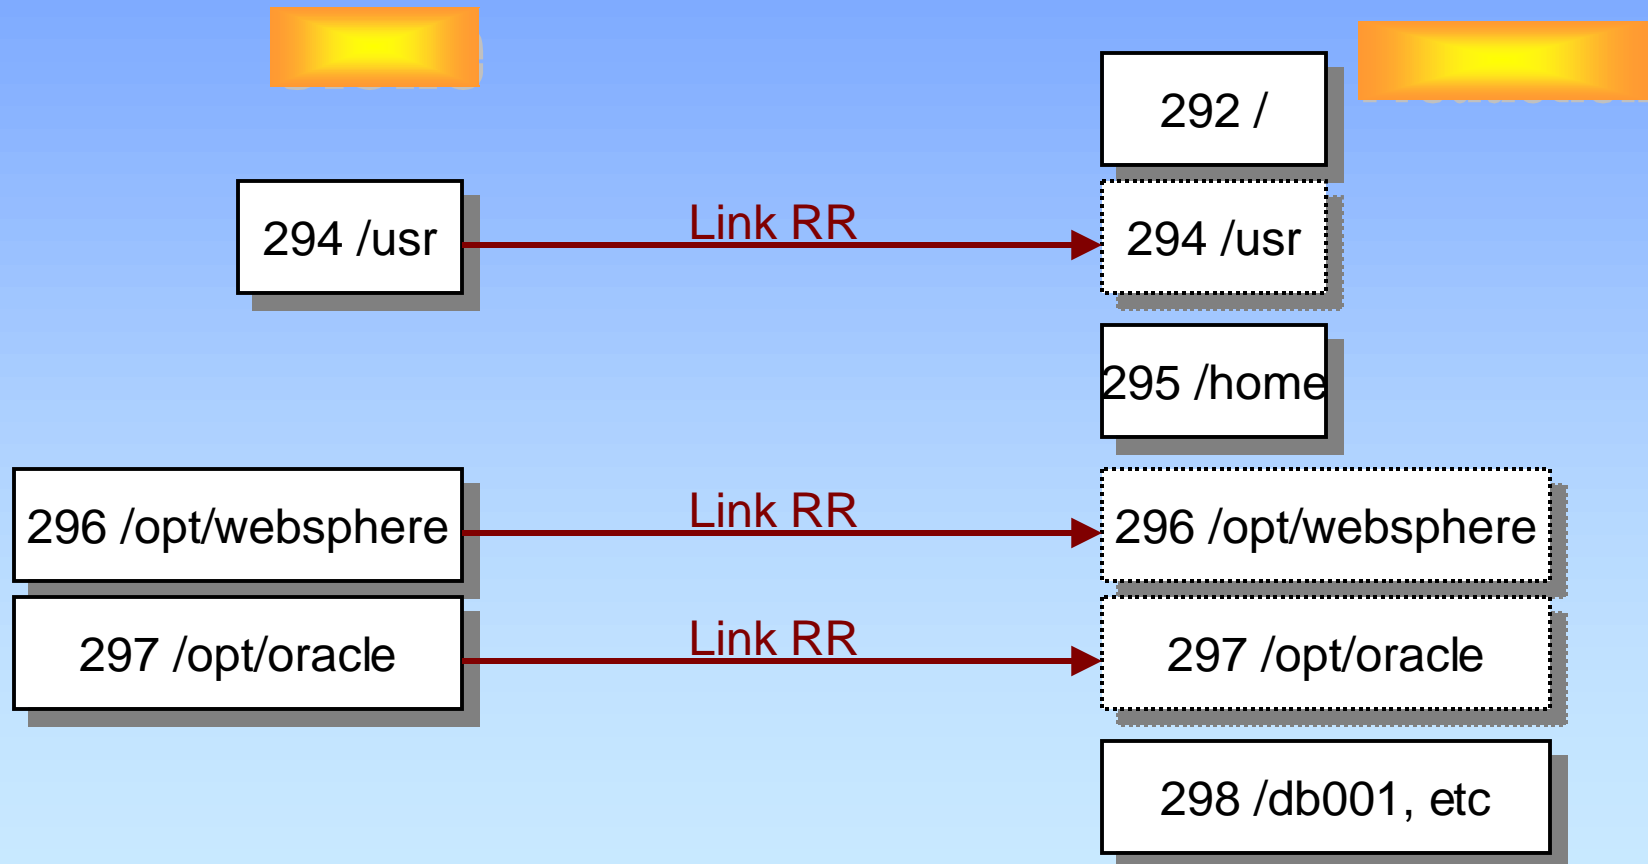 292 /
294 /usr
Link RR
294 /usr
295 /home
296 /opt/websphere
Link RR
296 /opt/websphere
297 /opt/oracle
Link RR
297 /opt/oracle
298 /db001, etc